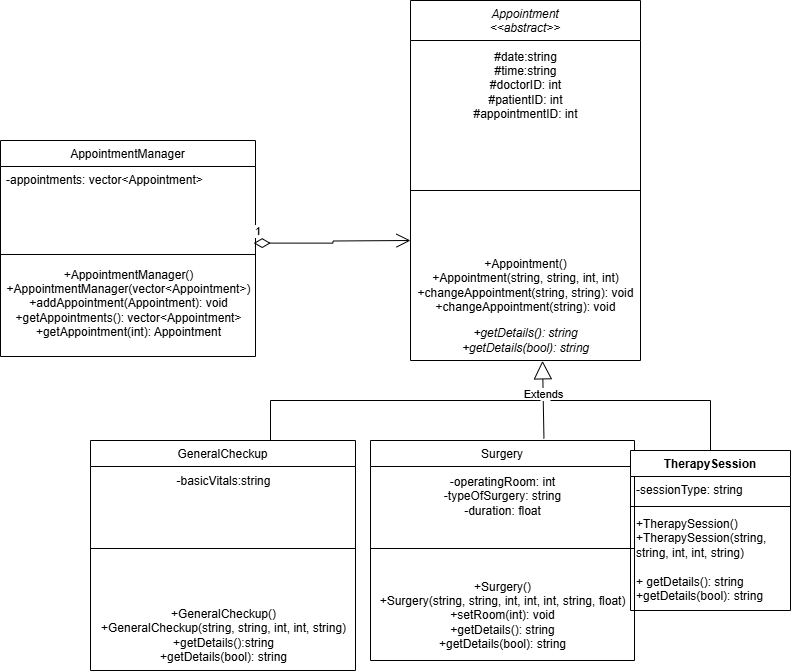 Appointment
<<abstract>>
#date:string
#time:string
#doctorID: int
#patientID: int
#appointmentID: int
+Appointment()
+Appointment(string, string, int, int)
+changeAppointment(string, string): void
+changeAppointment(string): void
+getDetails(): string
+getDetails(bool): string
AppointmentManager
-appointments: vector<Appointment>
+AppointmentManager()
+AppointmentManager(vector<Appointment>)
+addAppointment(Appointment): void
+getAppointments(): vector<Appointment>
+getAppointment(int): Appointment
1
Extends
GeneralCheckup
-basicVitals:string
+GeneralCheckup()
+GeneralCheckup(string, string, int, int, string)
+getDetails():string
+getDetails(bool): string
Surgery
-operatingRoom: int
-typeOfSurgery: string
-duration: float
+Surgery()
+Surgery(string, string, int, int, int, string, float)
+setRoom(int): void
+getDetails(): string
+getDetails(bool): string
TherapySession
-sessionType: string
+TherapySession()
+TherapySession(string,
string, int, int, string)
+ getDetails(): string
+getDetails(bool): string